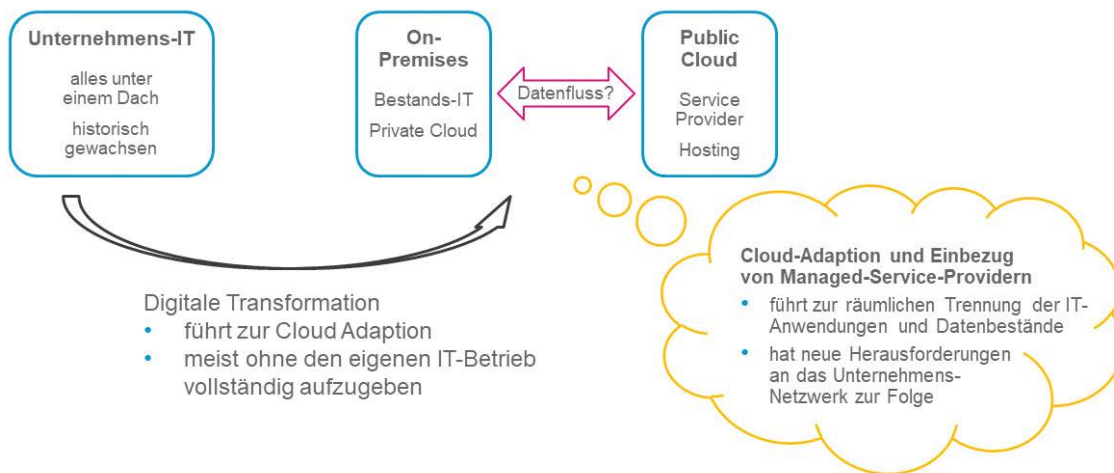 Unternehmens-IT
alles unter
einem Dach
historisch
gewachsen
On-
Premises
Bestands-IT
Private Cloud
Datenfluss?
Public
Cloud
Service
Provider
Hosting
Digitale Transformation
• führt zur Cloud Adaption
• meist ohne den eigenen IT-Betrieb
vollständig aufzugeben
Cloud-Adaption und Einbezug
von Managed-Service-Providern
• führt zur räumlichen Trennung der IT-
Anwendungen und Datenbestände
• hat neue Herausforderungen
an das Unternehmens-
Netzwerk zur Folge